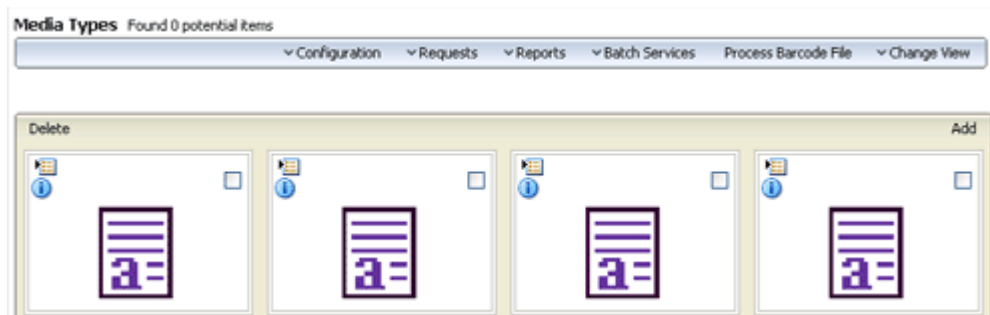 Media Types Found 0 potential items
Configuration Requests Reports Batch Services Process Barcode File Change View
Delete Add
i i i i
a a a a